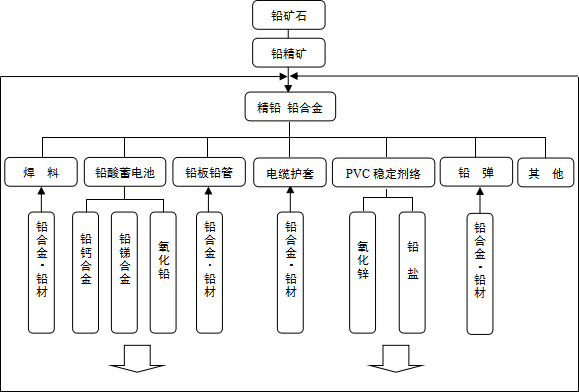 铅矿石
铅精矿
精铅 铅合金
焊 料
铅酸蓄电池
铅板铅管
电缆护套
PVC 稳定剂络
铅 弹
其 他
铅合金·铅材
铅钙合金
铅锑合金
氧化铅
铅合金·铅材
铅合金·铅材
氧化锌
铅 盐
铅合金·铅材